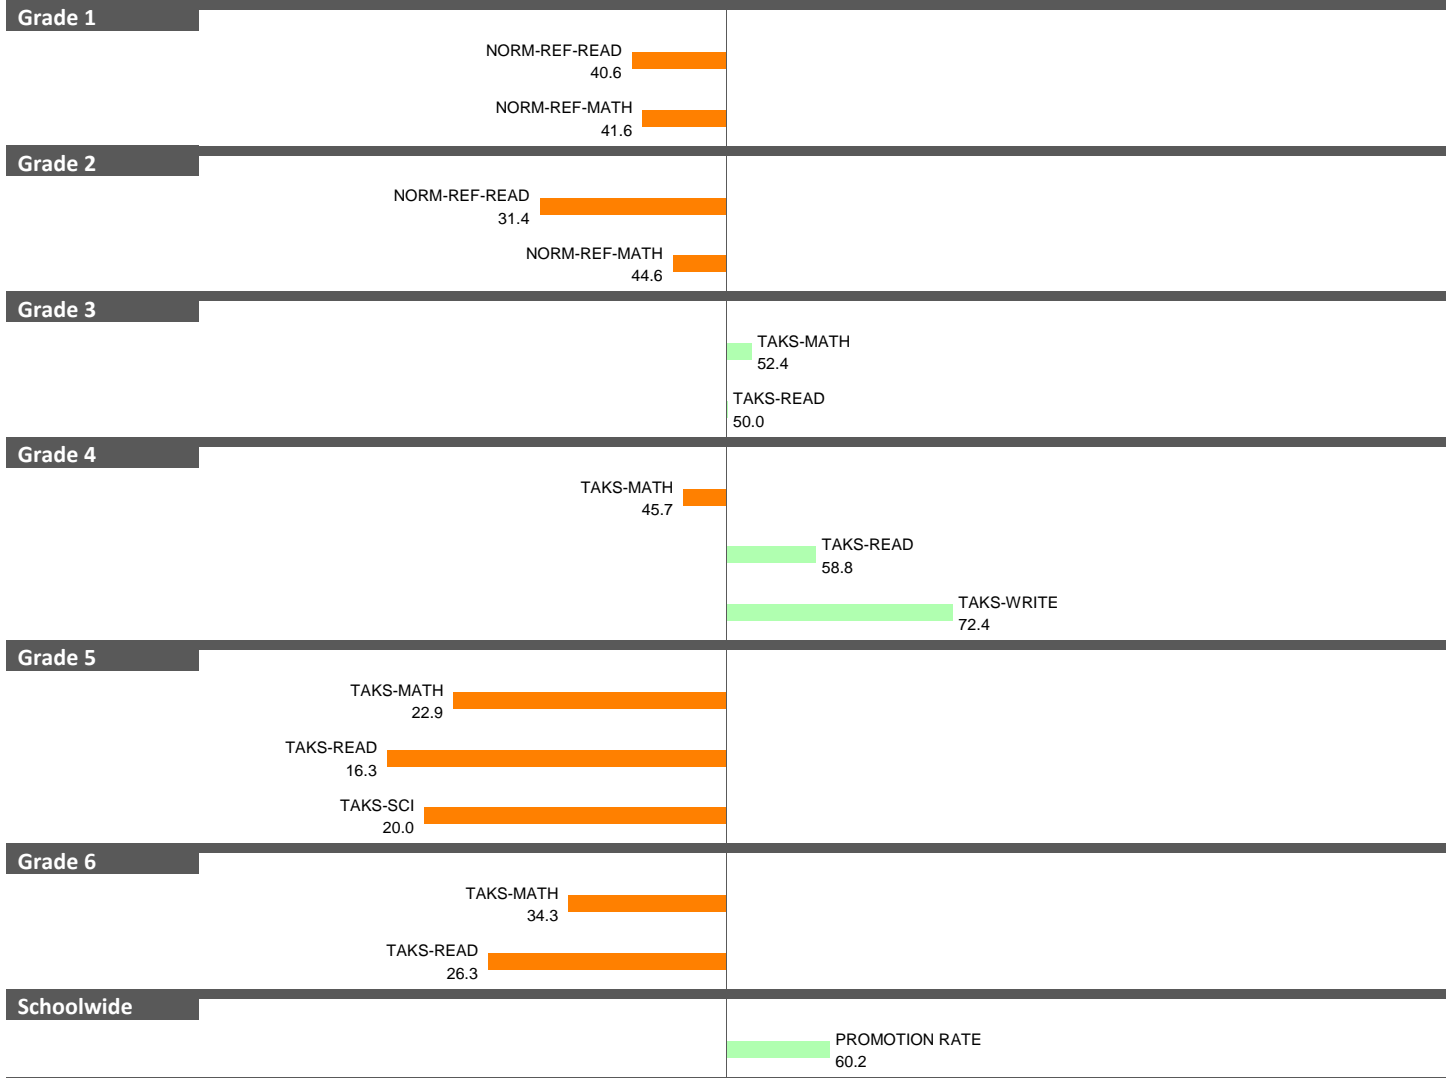 Grade 1
NORM-REF-READ
40.6
NORM-REF-MATH
41.6
Grade 2
NORM-REF-READ
31.4
NORM-REF-MATH
44.6
Grade 3
TAKS-MATH
52.4
TAKS-READ
50.0
Grade 4
TAKS-MATH
45.7
TAKS-READ
58.8
TAKS-WRITE
72.4
Grade 5
TAKS-MATH
22.9
TAKS-READ
16.3
TAKS-SCI
20.0
Grade 6
TAKS-MATH
34.3
TAKS-READ
26.3
Schoolwide
PROMOTION RATE
60.2